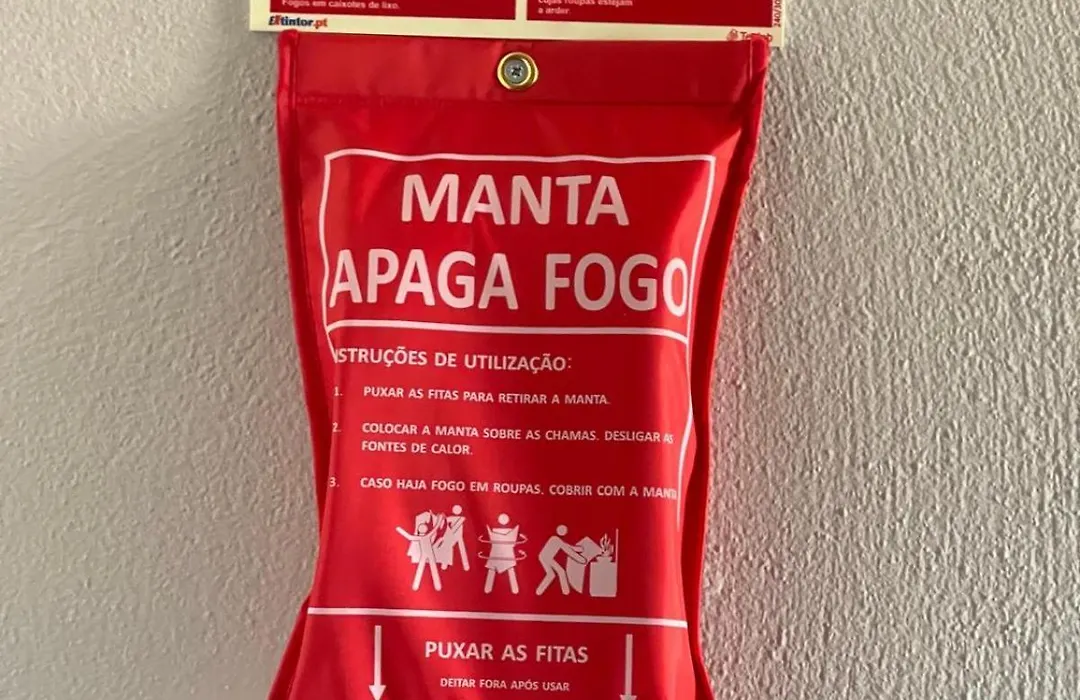 Fogos em caixotes de lixo.
cujas roupas estejam
a arder.
Extintor.pt
MANTA
APAGA FOGO
INSTRUÇÕES DE UTILIZAÇÃO:
1. PUXAR AS FITAS PARA RETIRAR A MANTA.
2. COLOCAR A MANTA SOBRE AS CHAMAS. DESLIGAR AS
FONTES DE CALOR.
3. CASO HAJA FOGO EM ROUPAS. COBRIR COM A MANTA
PUXAR AS FITAS
DEITAR FORA APÓS USAR